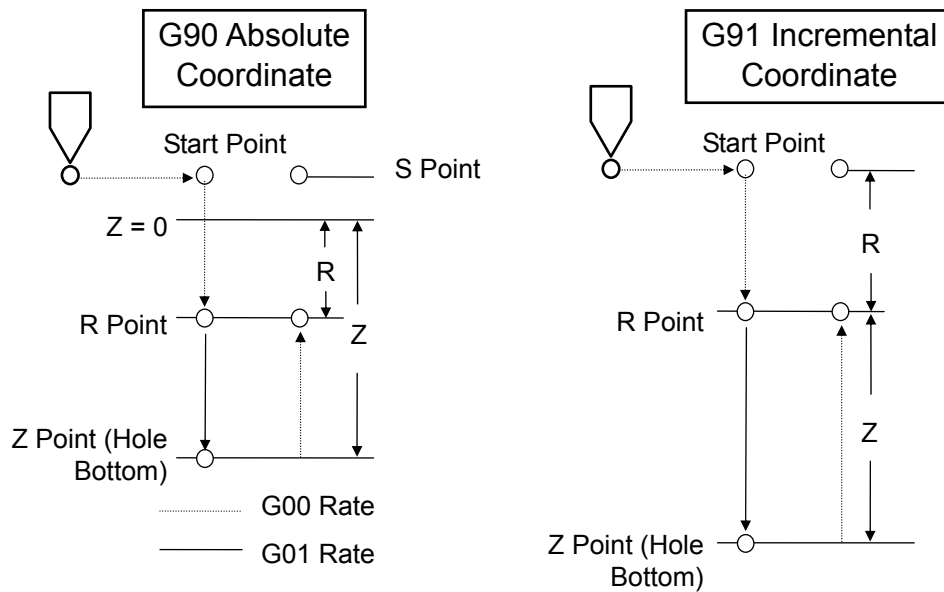 G90 Absolute
Coordinate
Start Point
S Point
Z = 0
R
R Point
Z
Z Point (Hole
Bottom)
G00 Rate
G01 Rate
G91 Incremental
Coordinate
Start Point
R
R Point
Z
Z Point (Hole
Bottom)